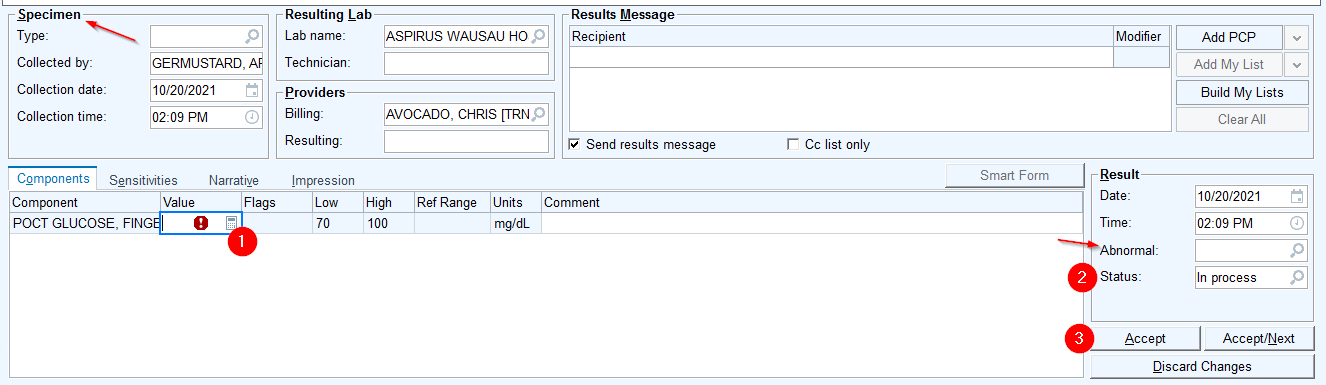 Specimen
Type:
Collected by: GERMUSTARD, AF
Collection date: 10/20/2021
Collection time: 02:09 PM
Resulting Lab
Lab name: ASPIRUS WAUSAU HO
Technician:
Providers
Billing: AVOCADO, CHRIS [TRN
Resulting:
Results Message
Recipient Modifier
Send results message Cc list only
Add PCP
Add My List
Build My Lists
Clear All
Components Sensitivities Narrative Impression Smart Form
Component Value Flags Low High Ref Range Units Comment
POCT GLUCOSE, FINGE 70 100 mg/dL
1
Result
Date: 10/20/2021
Time: 02:09 PM
Abnormal:
2 Status: In process
3 Accept Accept/Next
Discard Changes